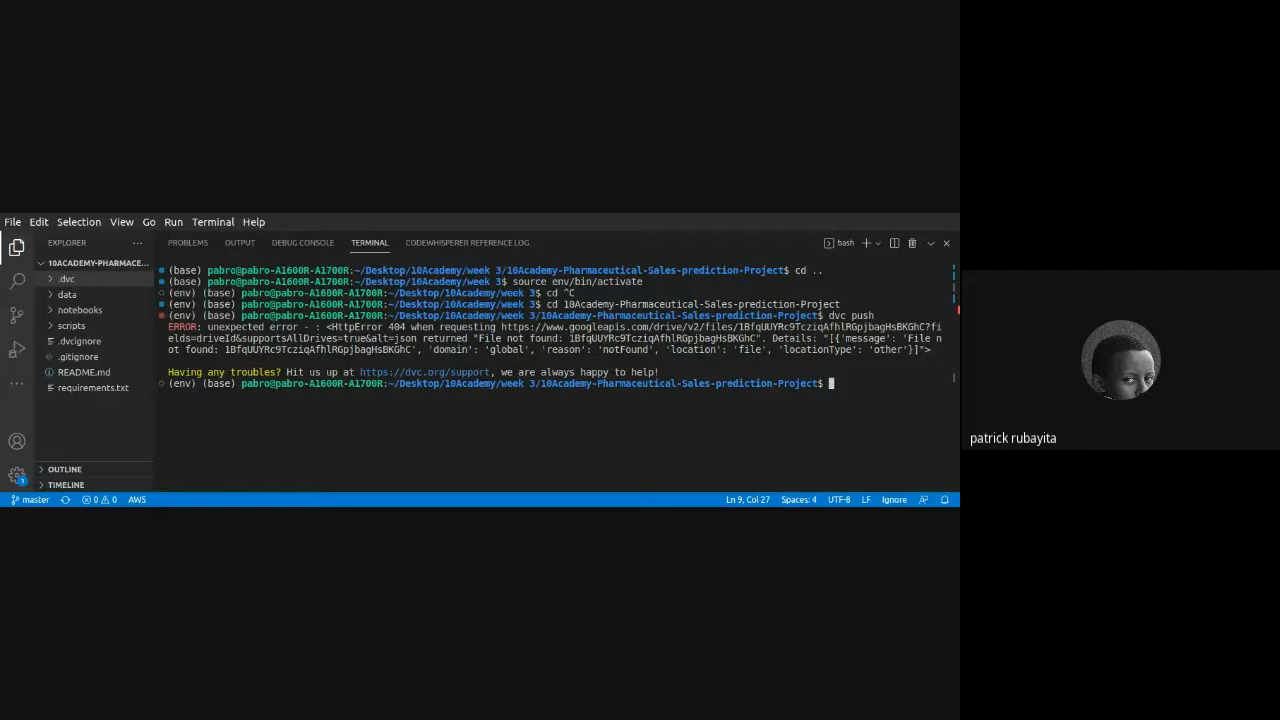 File Edit Selection View Go Run Terminal Help
EXPLORER ...
PROBLEMS OUTPUT DEBUG CONSOLE TERMINAL CODEWHISPERER REFERENCE LOG
bash
10ACADEMY-PHARMACE...
.dvc
data
notebooks
scripts
.dvcignore
.gitignore
README.md
requirements.txt
OUTLINE
TIMELINE
(base) pabro@pabro-A1600R-A1700R:~/Desktop/10Academy/week 3/10Academy-Pharmaceutical-Sales-prediction-Project$ cd ..
(base) pabro@pabro-A1600R-A1700R:~/Desktop/10Academy/week 3$ source env/bin/activate
(env) (base) pabro@pabro-A1600R-A1700R:~/Desktop/10Academy/week 3$ cd ^C
(env) (base) pabro@pabro-A1600R-A1700R:~/Desktop/10Academy/week 3$ cd 10Academy-Pharmaceutical-Sales-prediction-Project
(env) (base) pabro@pabro-A1600R-A1700R:~/Desktop/10Academy/week 3/10Academy-Pharmaceutical-Sales-prediction-Project$ dvc push
ERROR: unexpected error - : <HttpError 404 when requesting https://www.googleapis.com/drive/v2/files/1BfqUUYRc9TcziqAfhlRGpjbagHsBKGhC?fi
elds=driveId&supportsAllDrives=true&alt=json returned "File not found: 1BfqUUYRc9TcziqAfhlRGpjbagHsBKGhC". Details: "[{'message': 'File n
ot found: 1BfqUUYRc9TcziqAfhlRGpjbagHsBKGhC', 'domain': 'global', 'reason': 'notFound', 'location': 'file', 'locationType': 'other'}]">
Having any troubles? Hit us up at https://dvc.org/support, we are always happy to help!
(env) (base) pabro@pabro-A1600R-A1700R:~/Desktop/10Academy/week 3/10Academy-Pharmaceutical-Sales-prediction-Project$
1
master 0 0 AWS
Ln 9, Col 27 Spaces: 4 UTF-8 LF Ignore
patrick rubayita